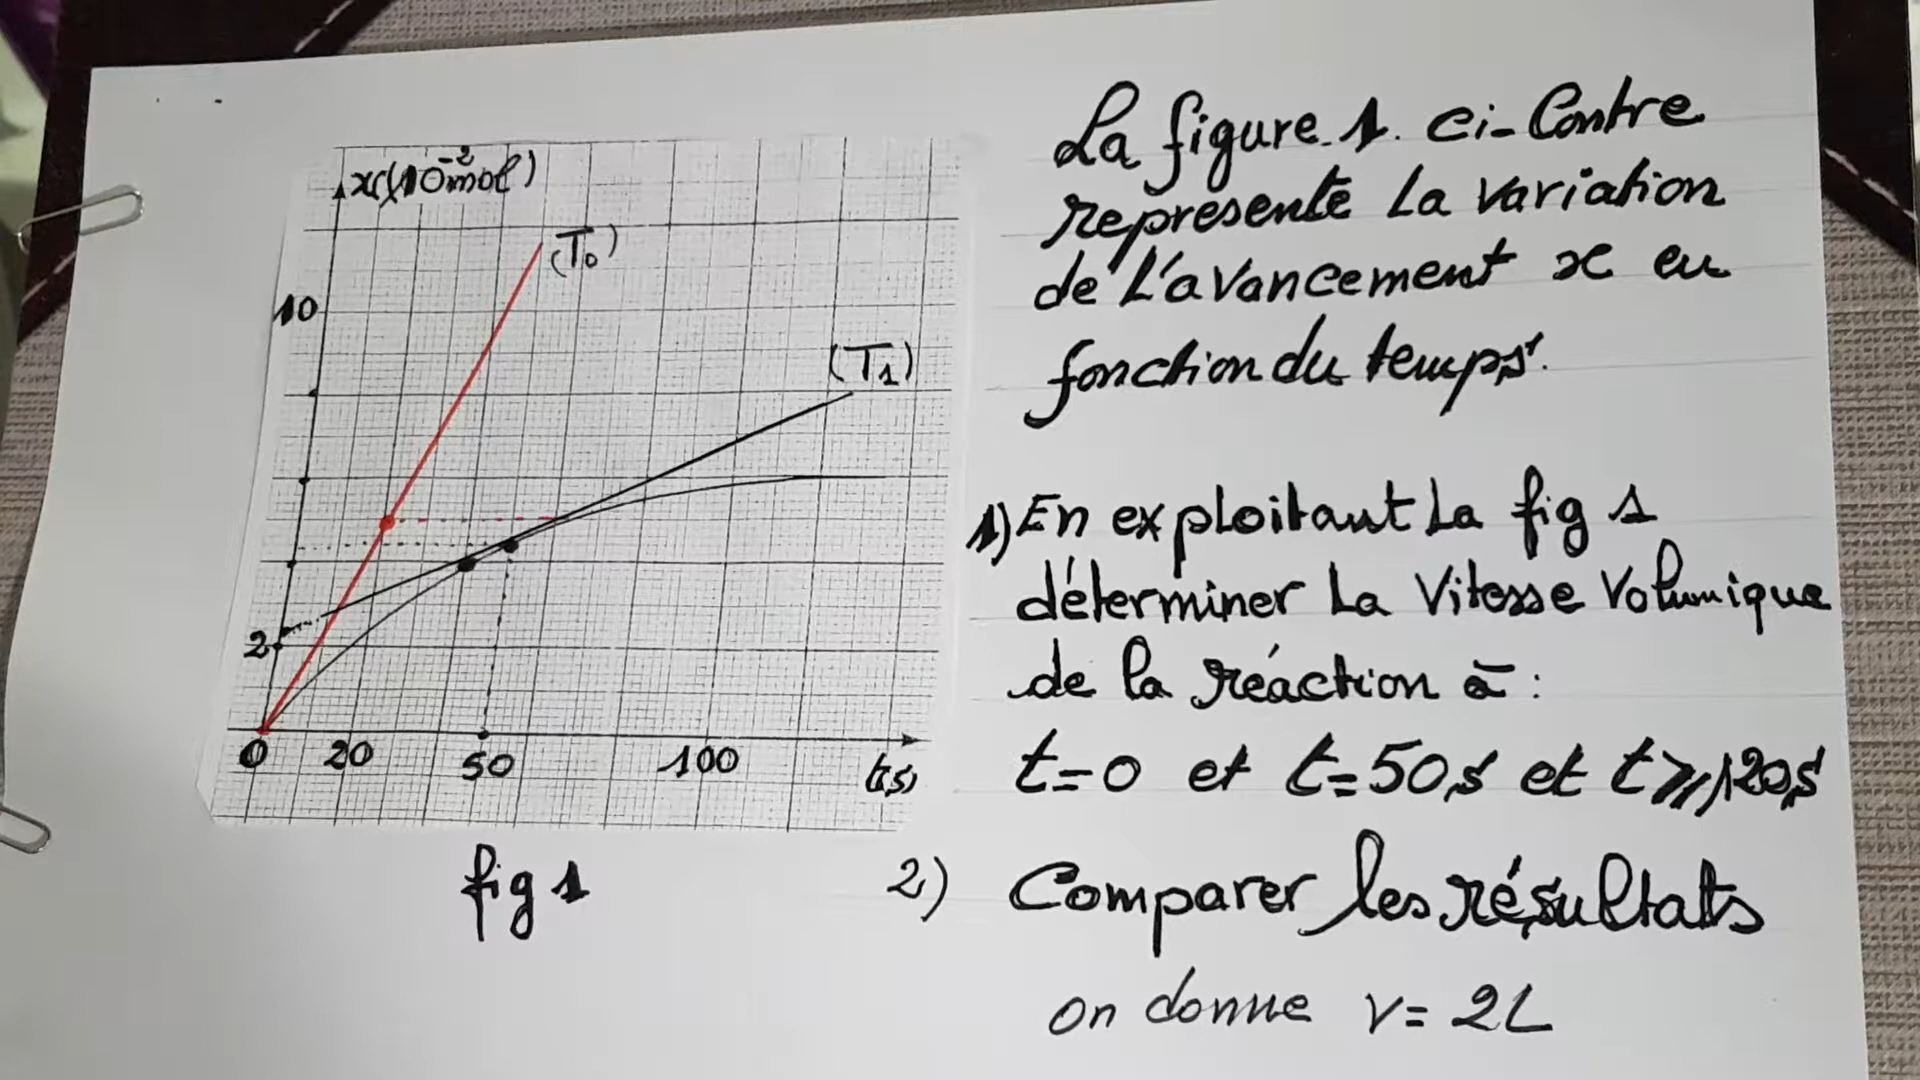 x(10⁻²mol)
(T₀)
10
(T₁)
2
0 20 50 100 t(s)
fig 1
La figure 1 ci-Contre
représente La variation
de L'avancement x en
fonction du temps.
1) En exploitant La fig 1
déterminer La Vitesse Volumique
de la réaction à :
t=0 et t=50s et t⩾120s
2) Comparer les résultats
on donne V= 2L